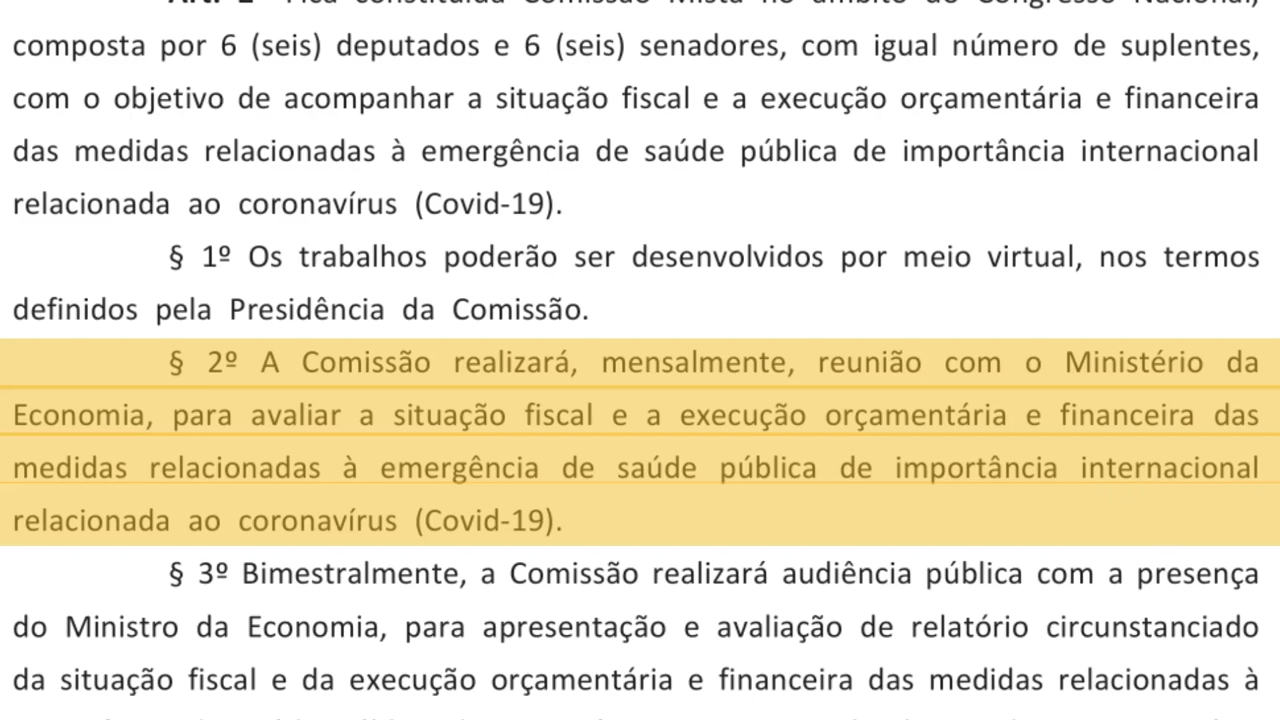 composta por 6 (seis) deputados e 6 (seis) senadores, com igual número de suplentes,
com o objetivo de acompanhar a situação fiscal e a execução orçamentária e financeira
das medidas relacionadas à emergência de saúde pública de importância internacional
relacionada ao coronavírus (Covid-19).
§ 1º Os trabalhos poderão ser desenvolvidos por meio virtual, nos termos
definidos pela Presidência da Comissão.
§ 2º A Comissão realizará, mensalmente, reunião com o Ministério da
Economia, para avaliar a situação fiscal e a execução orçamentária e financeira das
medidas relacionadas à emergência de saúde pública de importância internacional
relacionada ao coronavírus (Covid-19).
§ 3º Bimestralmente, a Comissão realizará audiência pública com a presença
do Ministro da Economia, para apresentação e avaliação de relatório circunstanciado
da situação fiscal e da execução orçamentária e financeira das medidas relacionadas à